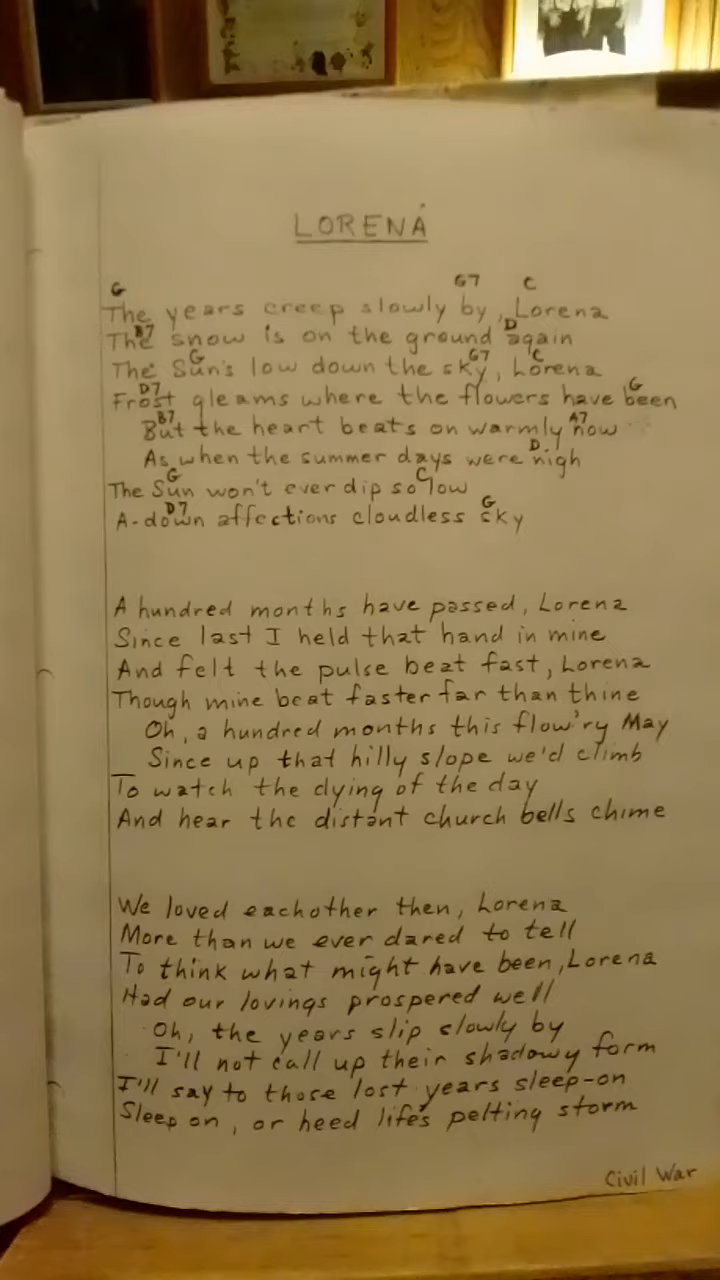 LORENÁ
G G7 C
The years creep slowly by, Lorena
B7 D
The snow is on the ground again
G G7 C
The Sun's low down the sky, Lorena
D7 G
Frost gleams where the flowers have been
B7 A7
But the heart beats on warmly now
D
As when the summer days were nigh
G C
The Sun won't ever dip so low
D7 G
A-down affections cloudless sky
A hundred months have passed, Lorena
Since last I held that hand in mine
And felt the pulse beat fast, Lorena
Though mine beat faster far than thine
Oh, a hundred months this flow'ry May
Since up that hilly slope we'd climb
To watch the dying of the day
And hear the distant church bells chime
We loved eachother then, Lorena
More than we ever dared to tell
To think what might have been, Lorena
Had our lovings prospered well
Oh, the years slip slowly by
I'll not call up their shadowy form
I'll say to those lost years sleep-on
Sleep on, or heed life's pelting storm
Civil War